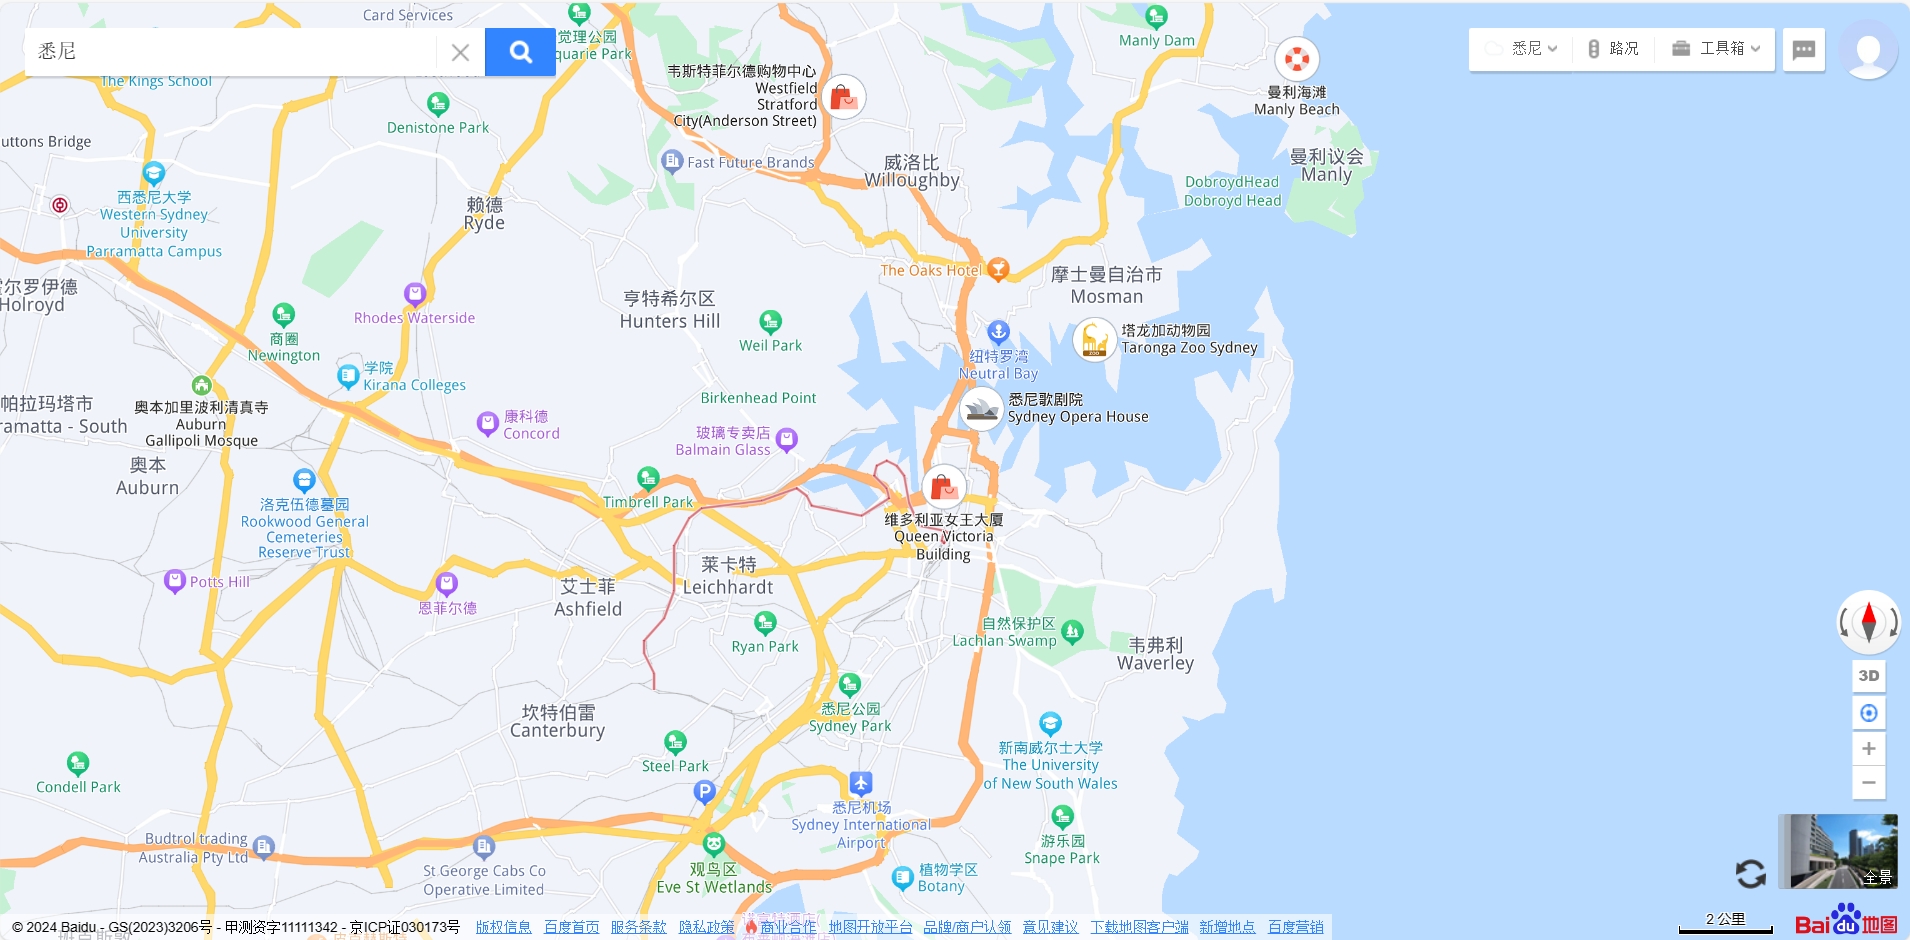 Card Services
悉尼
觉理公园
quarie Park
The Kings School
韦斯特菲尔德购物中心
Westfield
Stratford
City(Anderson Street)
Manly Dam
曼利海滩
Manly Beach
悉尼
路况
工具箱
Denistone Park
uttons Bridge
Fast Future Brands
威洛比
Willoughby
曼利议会
Manly
DobroydHead
Dobroyd Head
西悉尼大学
Western Sydney
University
Parramatta Campus
赖德
Ryde
The Oaks Hotel
摩士曼自治市
Mosman
尔罗伊德
Holroyd
Rhodes Waterside
亨特希尔区
Hunters Hill
商圈
Newington
Weil Park
纽特罗湾
Neutral Bay
塔龙加动物园
Taronga Zoo Sydney
学院
Kirana Colleges
Birkenhead Point
悉尼歌剧院
Sydney Opera House
帕拉玛塔市
ramatta - South
奥本加里波利清真寺
Auburn
Gallipoli Mosque
康科德
Concord
玻璃专卖店
Balmain Glass
奥本
Auburn
Timbrell Park
洛克伍德墓园
Rookwood General
Cemeteries
Reserve Trust
维多利亚女王大厦
Queen Victoria
Building
Potts Hill
恩菲尔德
艾士菲
Ashfield
莱卡特
Leichhardt
Ryan Park
自然保护区
Lachlan Swamp
韦弗利
Waverley
坎特伯雷
Canterbury
悉尼公园
Sydney Park
Steel Park
新南威尔士大学
The University
of New South Wales
3D
Condell Park
P
悉尼机场
Sydney International
Airport
Budtrol trading
Australia Pty Ltd
St George Cabs Co
Operative Limited
观鸟区
Eve St Wetlands
植物学区
Botany
游乐园
Snape Park
全景
© 2024 Baidu - GS(2023)3206号 - 甲测资字11111342 - 京ICP证030173号 版权信息 百度首页 服务条款 隐私政策 商业合作 地图开放平台 品牌/商户认领 意见建议 下载地图客户端 新增地点 百度营销
2 公里
Bai du 地图